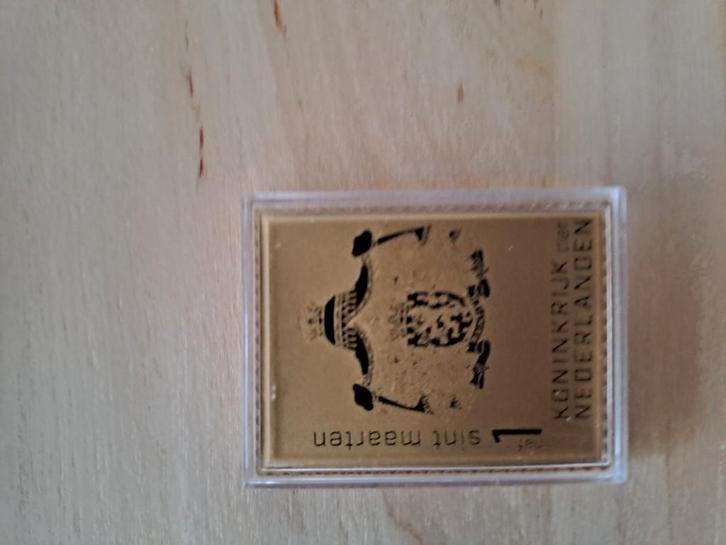 sint maarten
1
KONINKRIJK DER
NEDERLANDEN